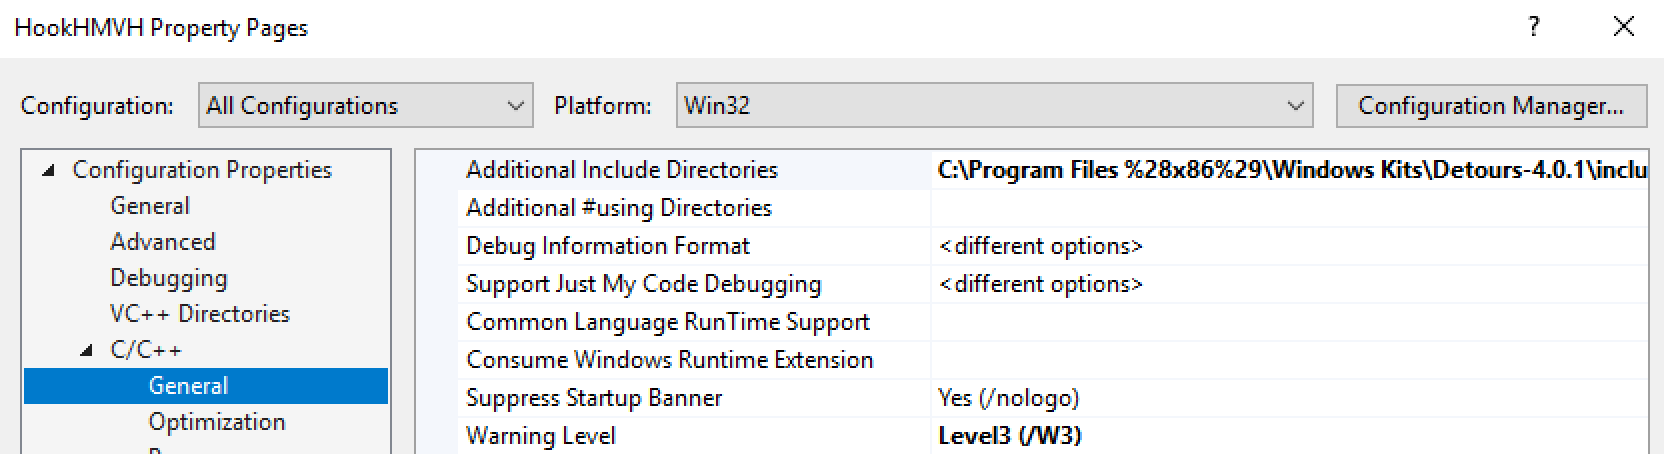 HookHMVH Property Pages
?
Configuration: All Configurations Platform: Win32 Configuration Manager...
Configuration Properties
General
Advanced
Debugging
VC++ Directories
C/C++
General
Optimization
Additional Include Directories C:\Program Files %28x86%29\Windows Kits\Detours-4.0.1\inclu
Additional #using Directories
Debug Information Format <different options>
Support Just My Code Debugging <different options>
Common Language RunTime Support
Consume Windows Runtime Extension
Suppress Startup Banner Yes (/nologo)
Warning Level Level3 (/W3)